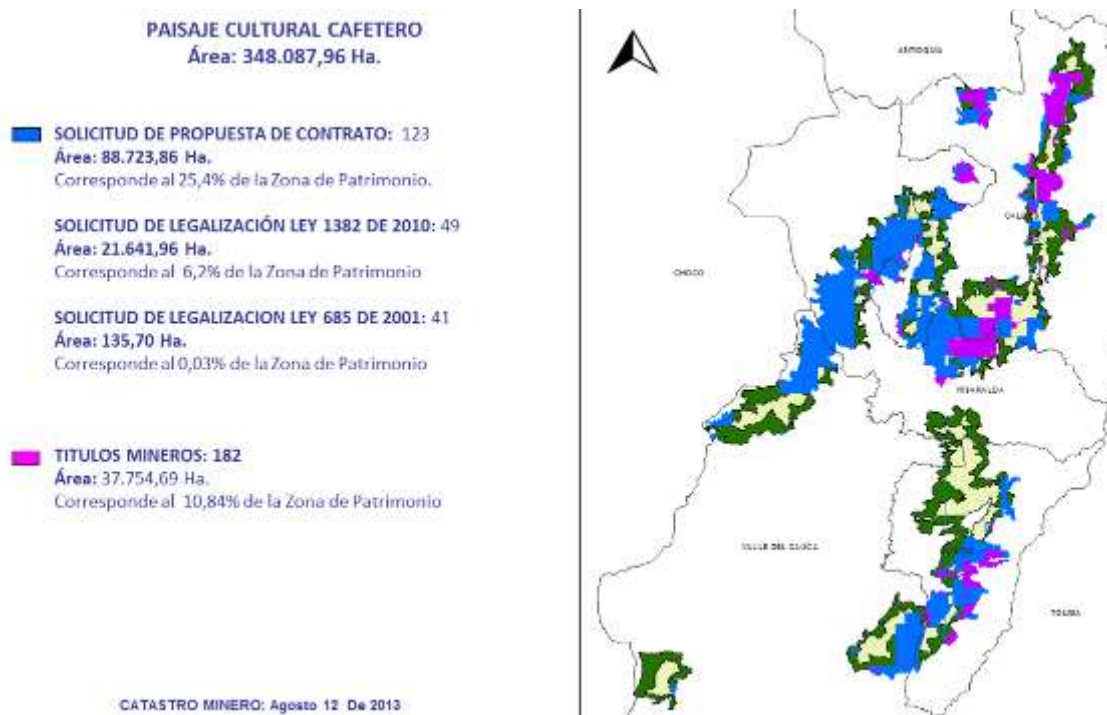 PAISAJE CULTURAL CAFETERO
Área: 348.087,96 Ha.
SOLICITUD DE PROPUESTA DE CONTRATO: 123
Área: 88.723,86 Ha.
Corresponde al 25,4% de la Zona de Patrimonio.
SOLICITUD DE LEGALIZACIÓN LEY 1382 DE 2010: 49
Área: 21.641,96 Ha.
Corresponde al 6,2% de la Zona de Patrimonio
SOLICITUD DE LEGALIZACION LEY 685 DE 2001: 41
Área: 135,70 Ha.
Corresponde al 0,03% de la Zona de Patrimonio
TITULOS MINEROS: 182
Área: 37.754,69 Ha.
Corresponde al 10,84% de la Zona de Patrimonio
CATASTRO MINERO: Agosto 12 De 2013
ANTIOQUIA
CHOCO
RISARALDA
VALLE DEL CAUCA
TOLIMA